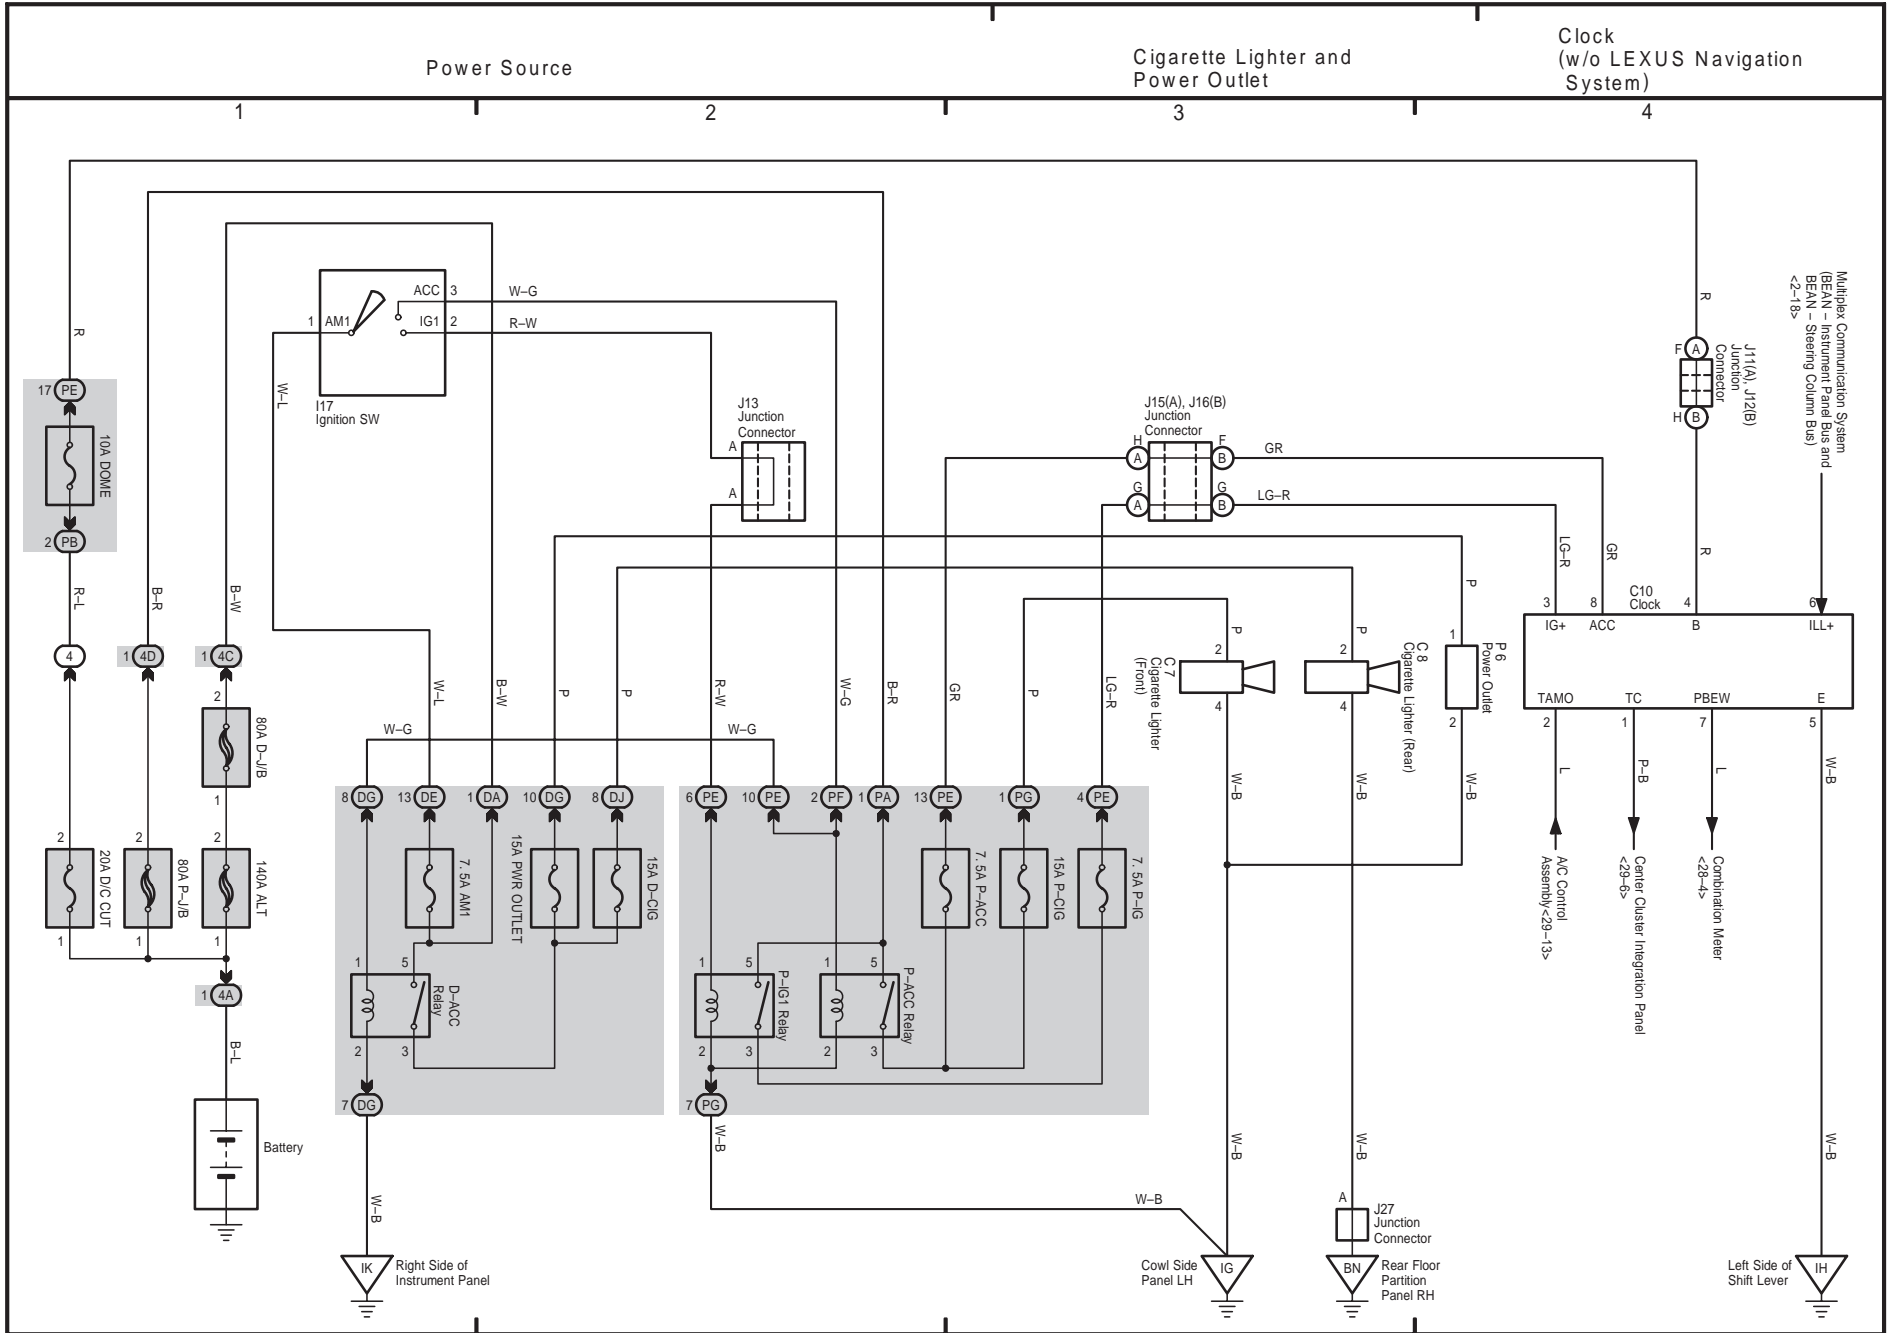 Power Source
Cigarette Lighter and
Power Outlet
Clock
(w/o LEXUS Navigation
System)
1
2
3
4
R
17 PE
10A DOME
2 PB
R–L
4
2
20A D/C CUT
1
B–R
1 4D
2
80A P–J/B
1
B–W
1 4C
2
80A D–J/B
1
2
140A ALT
1
1 4A
B–L
Battery
ACC 3
1 AM1
IG1 2
I17
Ignition SW
W–G
R–W
W–L
W–L
B–W
P
P
J13
Junction
Connector
A
A
R–W
W–G
B–R
W–G
W–G
GR
P
LG–R
8 DG
13 DE
1 DA
10 DG
8 DJ
7. 5A AM1
15A PWR OUTLET
15A D–CIG
1
5
D–ACC
Relay
2
3
7 DG
W–B
IK
Right Side of
Instrument Panel
6 PE
10 PE
2 PF
1 PA
13 PE
1 PG
4 PE
7. 5A P–ACC
15A P–CIG
7. 5A P–IG
1
5
P–IG1 Relay
2
3
1
5
P–ACC Relay
2
3
7 PG
W–B
W–B
J15(A), J16(B)
Junction
Connector
H
A
F
B
GR
G
A
G
B
LG–R
P
2
C 7
Cigarette Lighter
(Front)
4
W–B
W–B
Cowl Side
Panel LH
IG
P
2
C 8
Cigarette Lighter (Rear)
4
W–B
A
J27
Junction
Connector
BN
Rear Floor
Partition
Panel RH
P
1
P 6
Power Outlet
2
W–B
R
F A
J11(A), J12(B)
Junction
Connector
H B
R
LG–R
GR
Multiplex Communication System
(BEAN – Instrument Panel Bus and
BEAN – Steering Column Bus)
<2–18>
C10
Clock
3
8
4
6
IG+
ACC
B
ILL+
TAMO
TC
PBEW
E
2
1
7
5
L
P–B
L
W–B
A/C Control
Assembly<29–13>
Center Cluster Integration Panel
<29–6>
Combination Meter
<28–4>
W–B
Left Side of
Shift Lever
IH